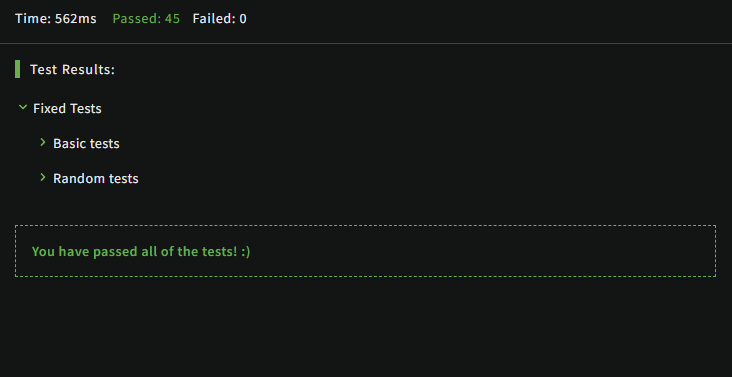 Time: 562ms Passed: 45 Failed: 0
Test Results:
Fixed Tests
Basic tests
Random tests
You have passed all of the tests! :)